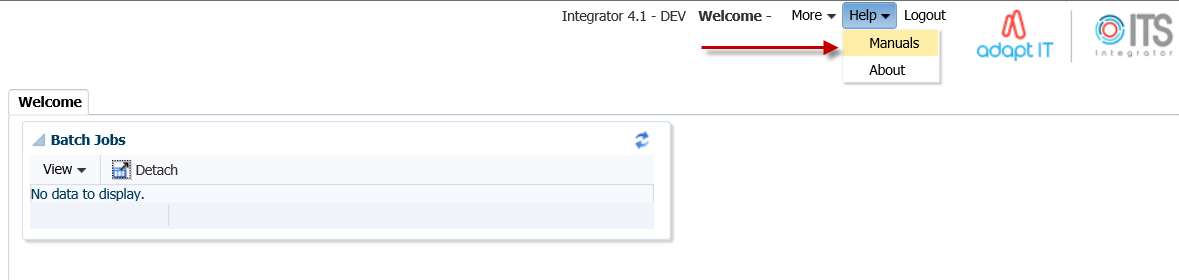 Integrator 4.1 - DEV Welcome - More Help Logout
Manuals
About
adapt IT
ITS
Integrator
Welcome
Batch Jobs
View Detach
No data to display.